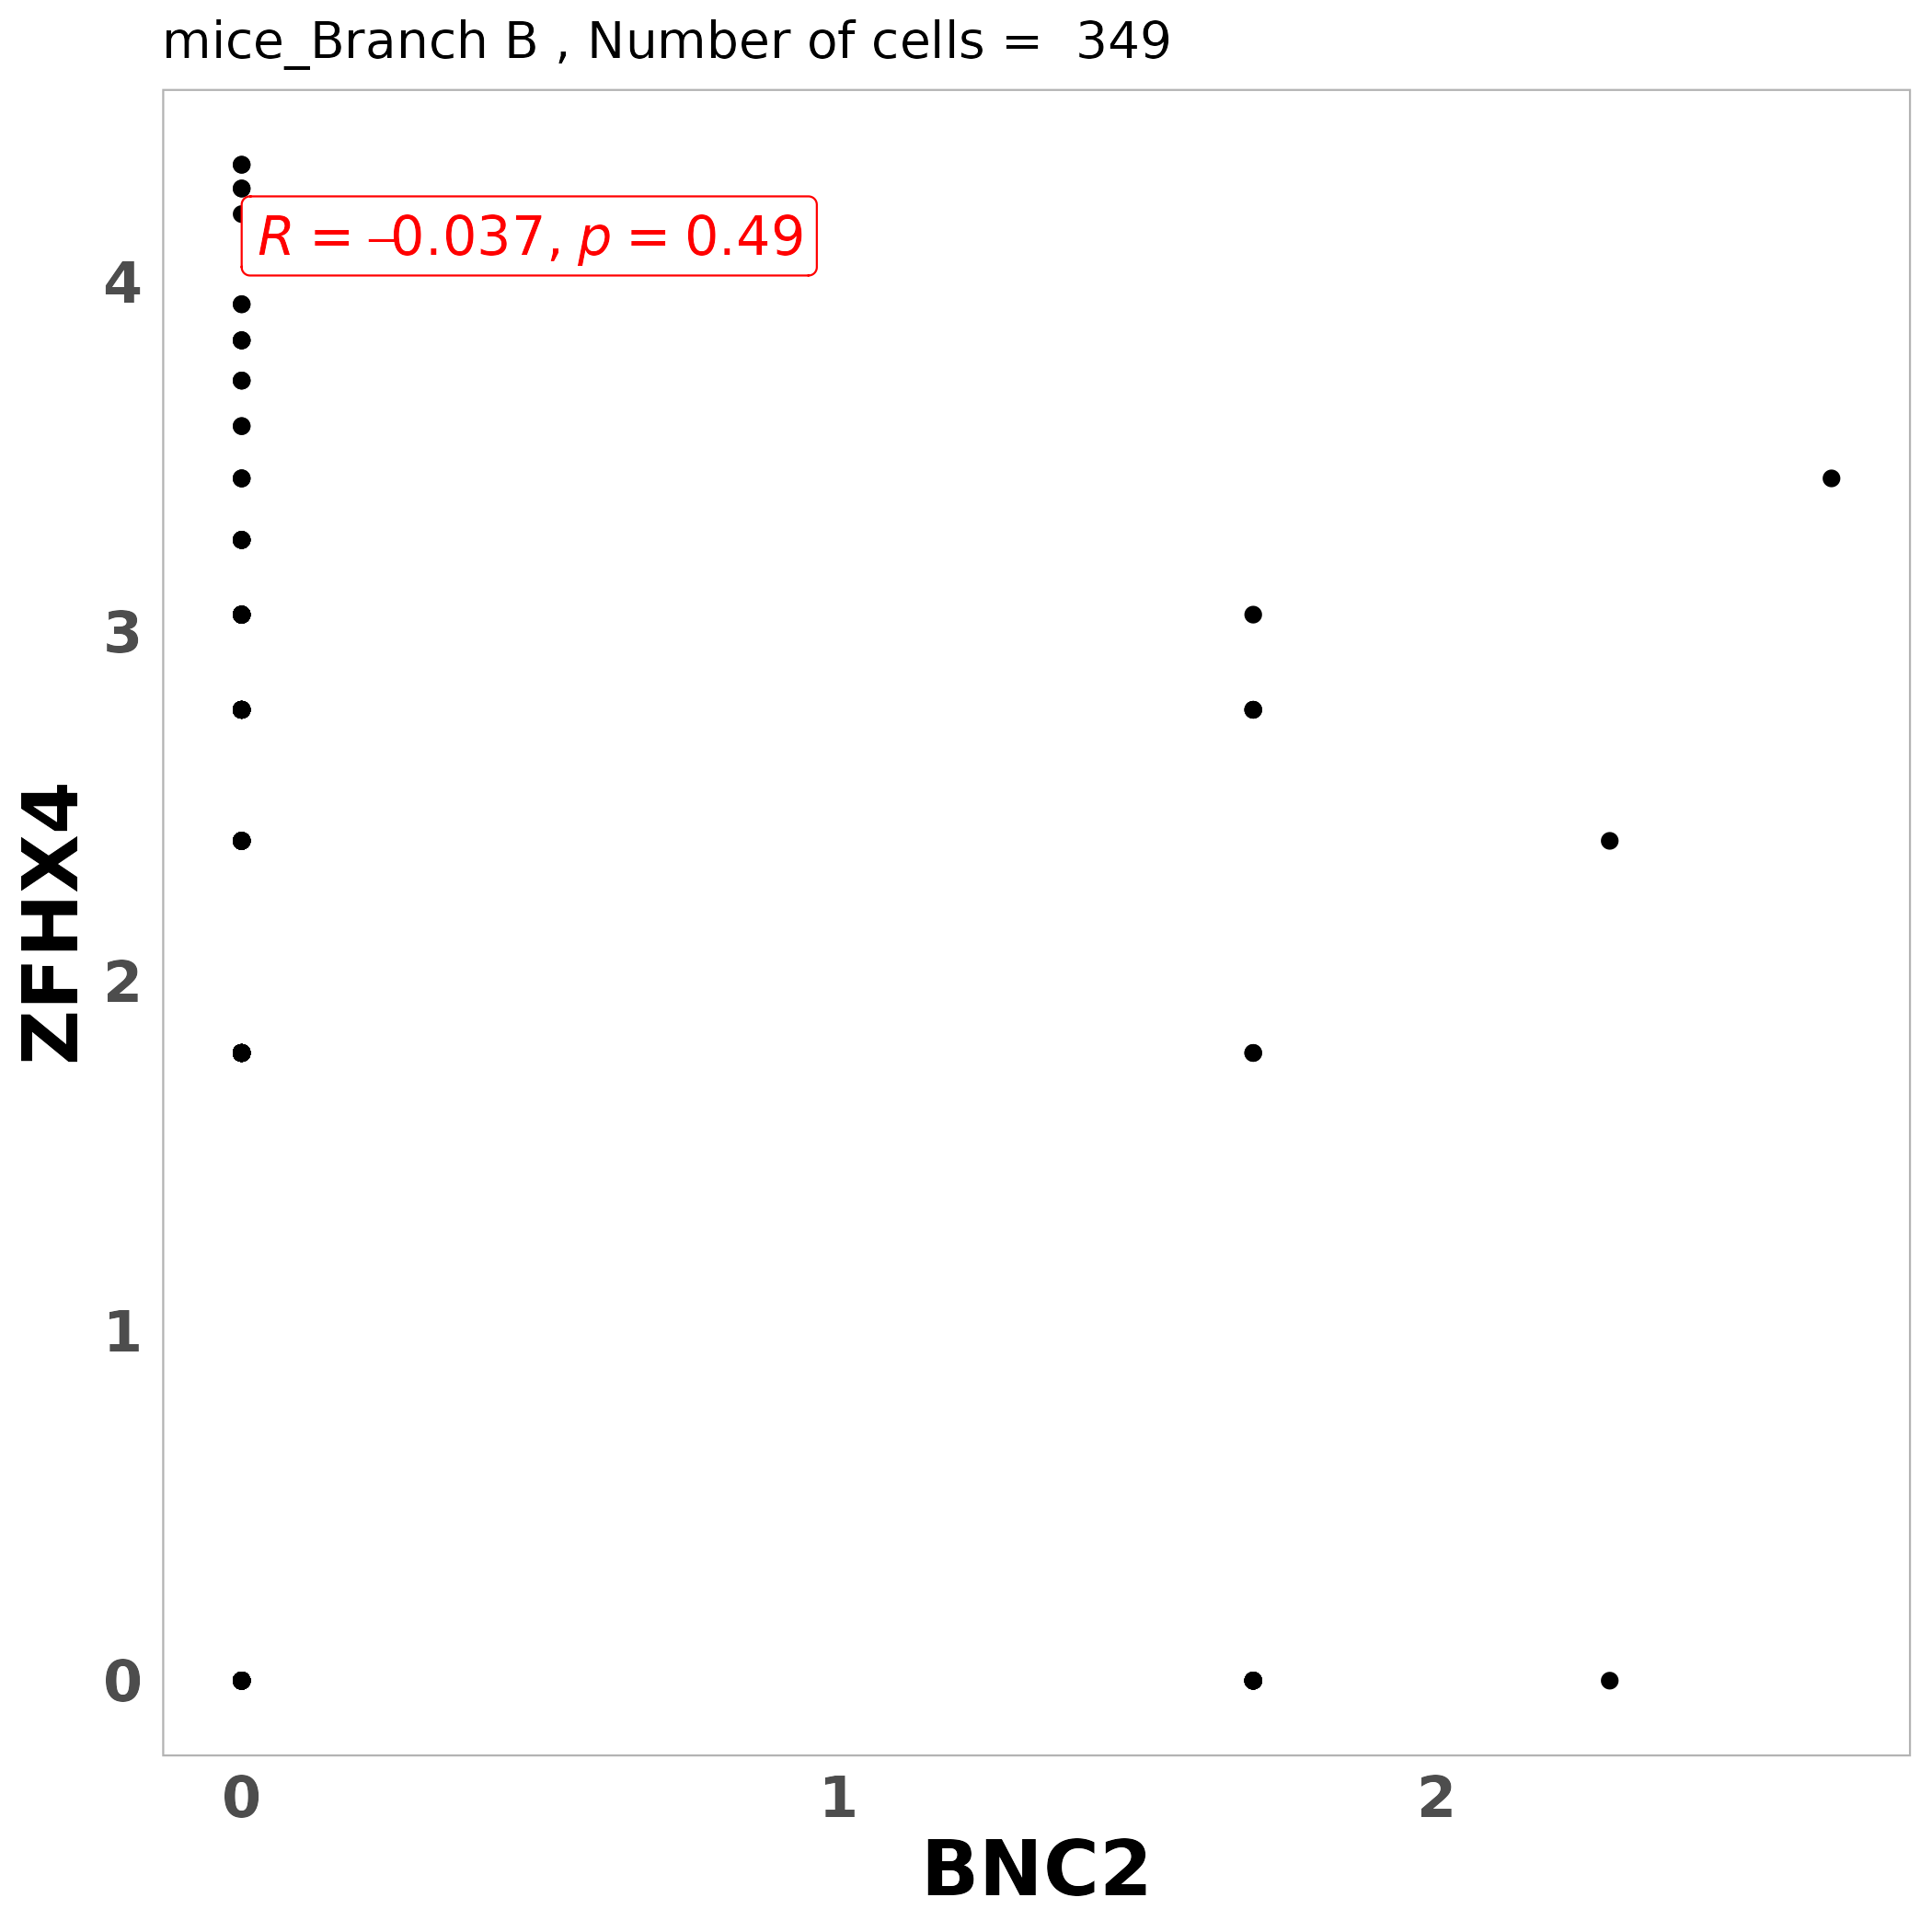 mice_Branch B , Number of cells =  349
R = –0.037, p = 0.49
4
3
2
1
0
ZFHX4
0 1 2
BNC2